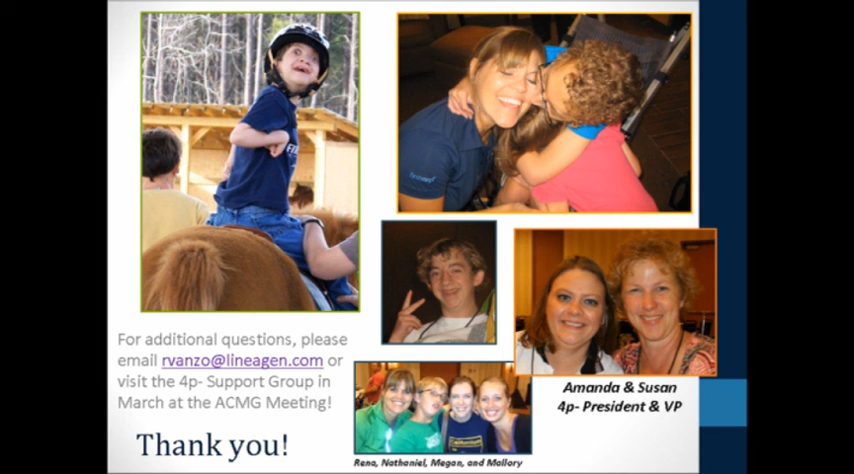 For additional questions, please
email rvanzo@lineagen.com or
visit the 4p- Support Group in
March at the ACMG Meeting!
Thank you!
Amanda & Susan
4p- President & VP
Rena, Nathaniel, Megan, and Mallory